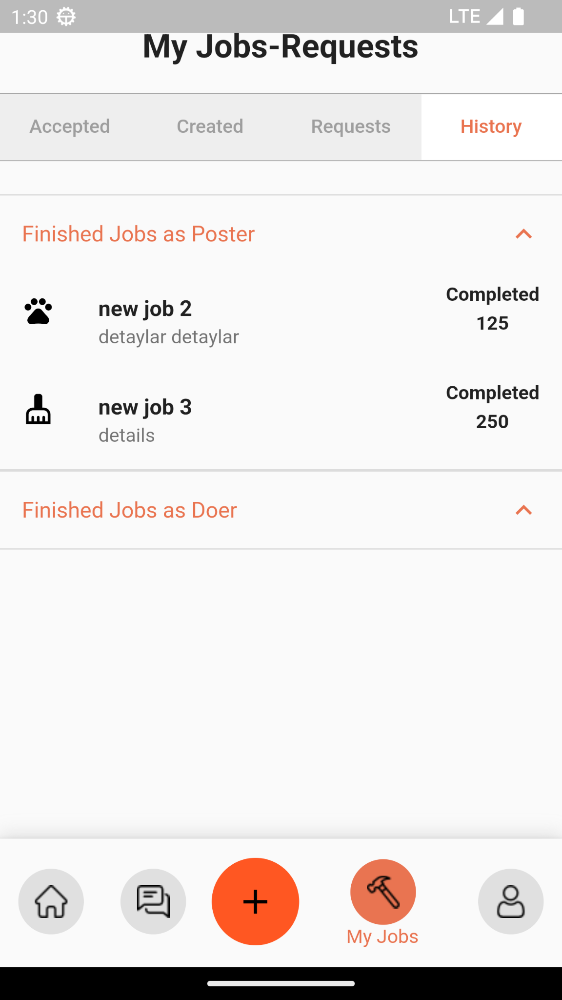 1:30 LTE
My Jobs-Requests
Accepted Created Requests History
Finished Jobs as Poster
new job 2
detaylar detaylar
Completed
125
new job 3
details
Completed
250
Finished Jobs as Doer
+
My Jobs